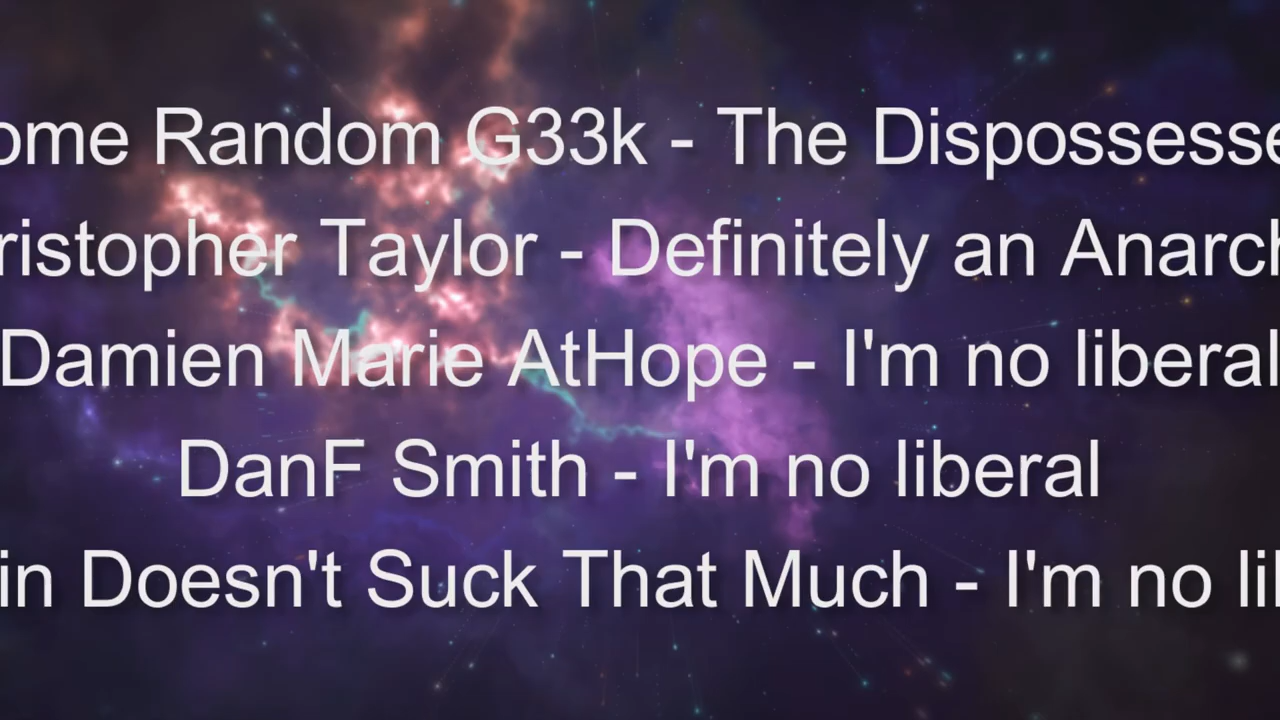 ome Random G33k - The Dispossesse
ristopher Taylor - Definitely an Anarch
Damien Marie AtHope - I'm no liberal
DanF Smith - I'm no liberal
in Doesn't Suck That Much - I'm no lib